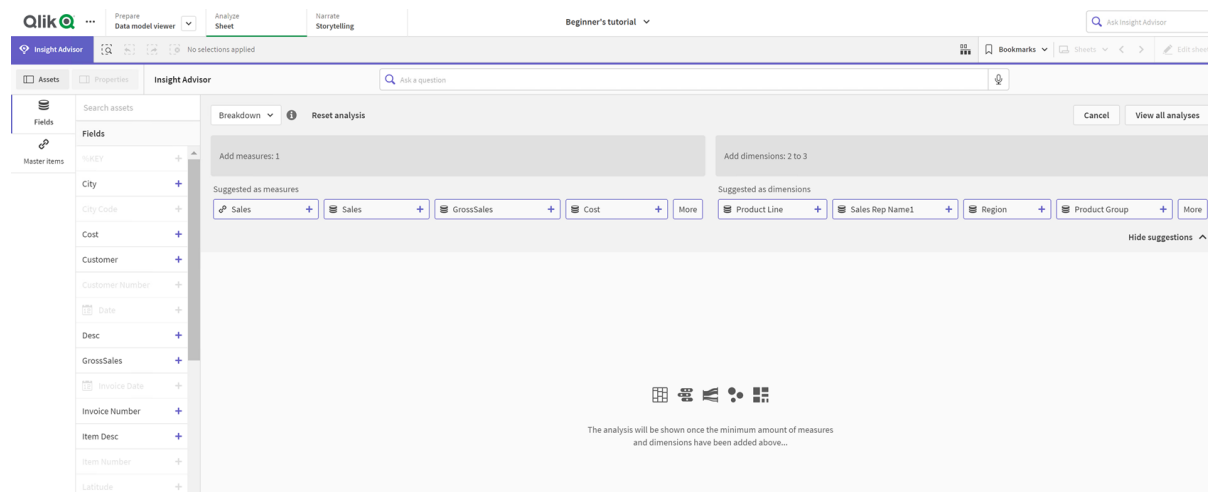 Qlik
Prepare
Data model viewer
Analyze
Sheet
Narrate
Storytelling
Beginner's tutorial
Ask Insight Advisor
Insight Advisor
No selections applied
Bookmarks
Sheets
Edit sheet
Assets
Properties
Insight Advisor
Ask a question
Fields
Master items
Search assets
Fields
%KEY
City
City Code
Cost
Customer
Customer Number
Date
Desc
GrossSales
Invoice Date
Invoice Number
Item Desc
Item Number
Latitude
Breakdown
Reset analysis
Cancel
View all analyses
Add measures: 1
Add dimensions: 2 to 3
Suggested as measures
Sales
Sales
GrossSales
Cost
More
Suggested as dimensions
Product Line
Sales Rep Name1
Region
Product Group
More
Hide suggestions
The analysis will be shown once the minimum amount of measures
and dimensions have been added above...